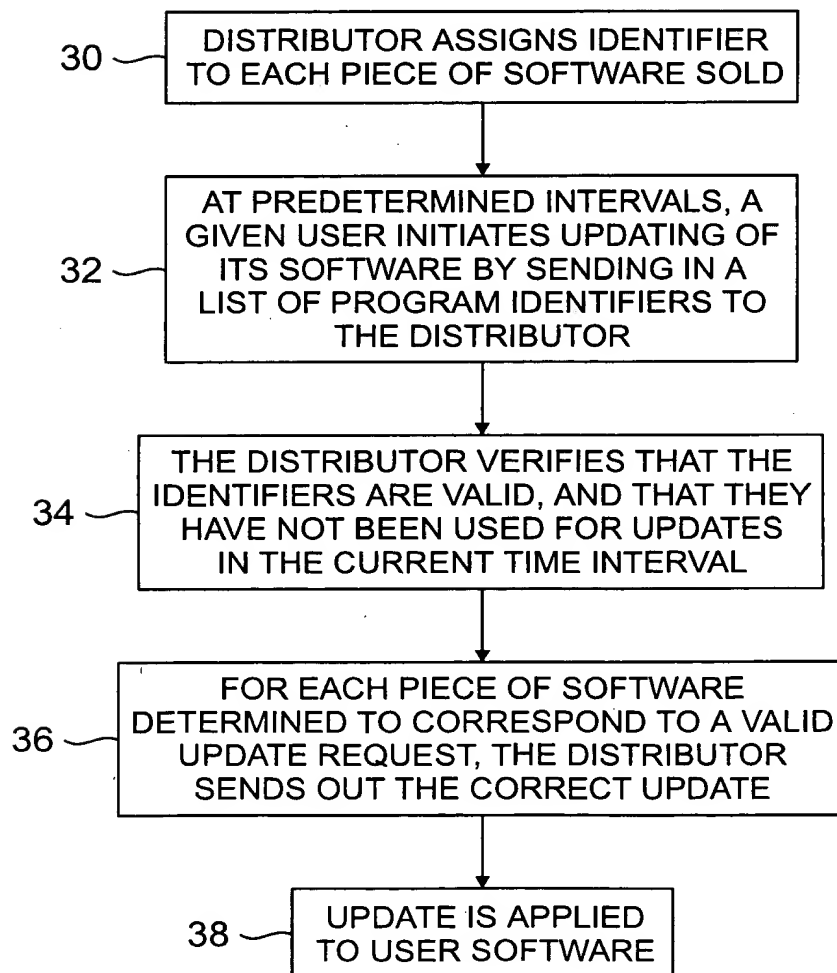 30
DISTRIBUTOR ASSIGNS IDENTIFIER
TO EACH PIECE OF SOFTWARE SOLD
32
AT PREDETERMINED INTERVALS, A
GIVEN USER INITIATES UPDATING OF
ITS SOFTWARE BY SENDING IN A
LIST OF PROGRAM IDENTIFIERS TO
THE DISTRIBUTOR
34
THE DISTRIBUTOR VERIFIES THAT THE
IDENTIFIERS ARE VALID, AND THAT THEY
HAVE NOT BEEN USED FOR UPDATES
IN THE CURRENT TIME INTERVAL
36
FOR EACH PIECE OF SOFTWARE
DETERMINED TO CORRESPOND TO A VALID
UPDATE REQUEST, THE DISTRIBUTOR
SENDS OUT THE CORRECT UPDATE
38
UPDATE IS APPLIED
TO USER SOFTWARE